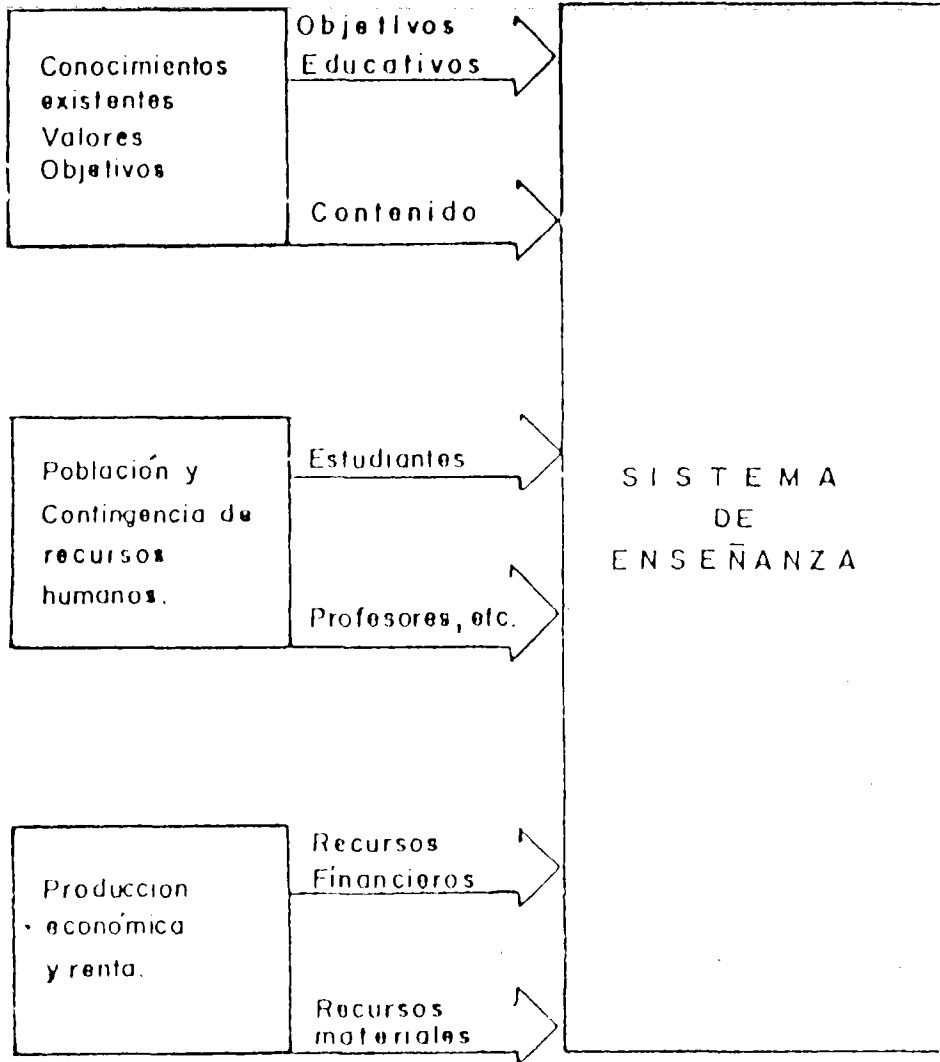 Objetivos
Educativos
Conocimientos
existentes
Valores
Objetivos
Contenido
Población y
Contingencia de
recursos
humanos.
Estudiantes
Profesores, etc.
SISTEMA
DE
ENSEÑANZA
Produccion
económica
y renta.
Recursos
Financieros
Recursos
materiales